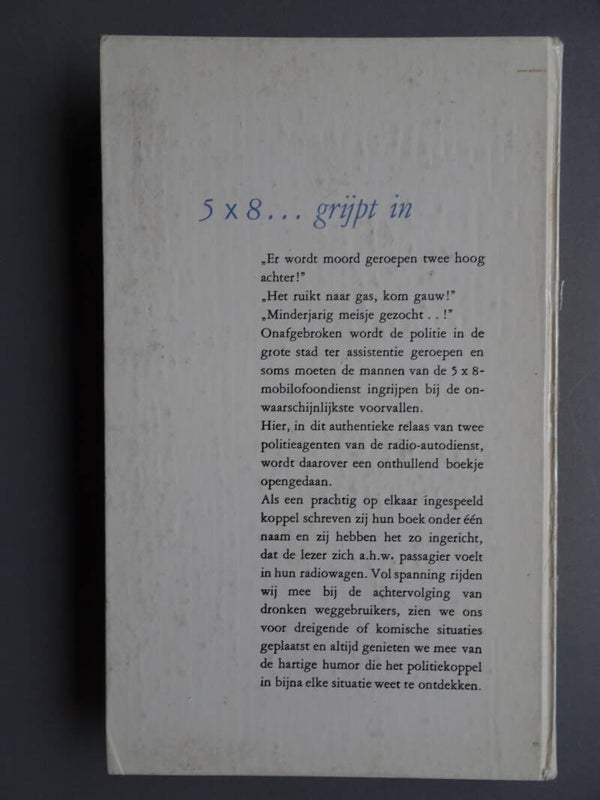 5 x 8... grijpt in
„Er wordt moord geroepen twee hoog
achter!”
„Het ruikt naar gas, kom gauw!”
„Minderjarig meisje gezocht . . !”
Onafgebroken wordt de politie in de
grote stad ter assistentie geroepen en
soms moeten de mannen van de 5 x 8-
mobilofoondienst ingrijpen bij de on-
waarschijnlijkste voorvallen.
Hier, in dit authentieke relaas van twee
politieagenten van de radio-autodienst,
wordt daarover een onthullend boekje
opengedaan.
Als een prachtig op elkaar ingespeeld
koppel schreven zij hun boek onder één
naam en zij hebben het zo ingericht,
dat de lezer zich a.h.w. passagier voelt
in hun radiowagen. Vol spanning rijden
wij mee bij de achtervolging van
dronken weggebruikers, zien we ons
voor dreigende of komische situaties
geplaatst en altijd genieten we mee van
de hartige humor die het politiekoppel
in bijna elke situatie weet te ontdekken.